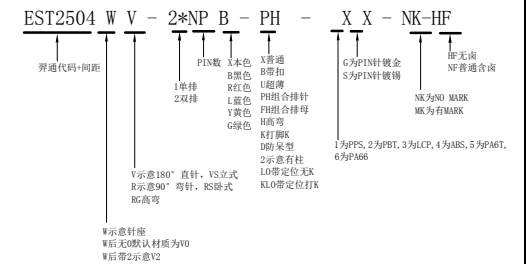 EST2504 W V - 2*NP B - PH - X X - NK-HF
羿通代码+间距
PIN数
1单排
2双排
X本色
B黑色
R红色
L蓝色
Y黄色
G绿色
X普通
B带扣
U超薄
PH组合排针
FH组合排母
H高弯
K打脚K
D防呆型
2示意有柱
LO带定位无K
KLO带定位打K
G为PIN针镀金
S为PIN针镀锡
HF无卤
NF普通含卤
NK为NO MARK
MK为有MARK
1为PPS,2为PBT,3为LCP,4为ABS,5为PA6T,
6为PA66
V示意180°直针，VS立式
R示意90°弯针，RS卧式
RG高弯
W示意针座
W后无0默认材质为V0
W后带2示意V2